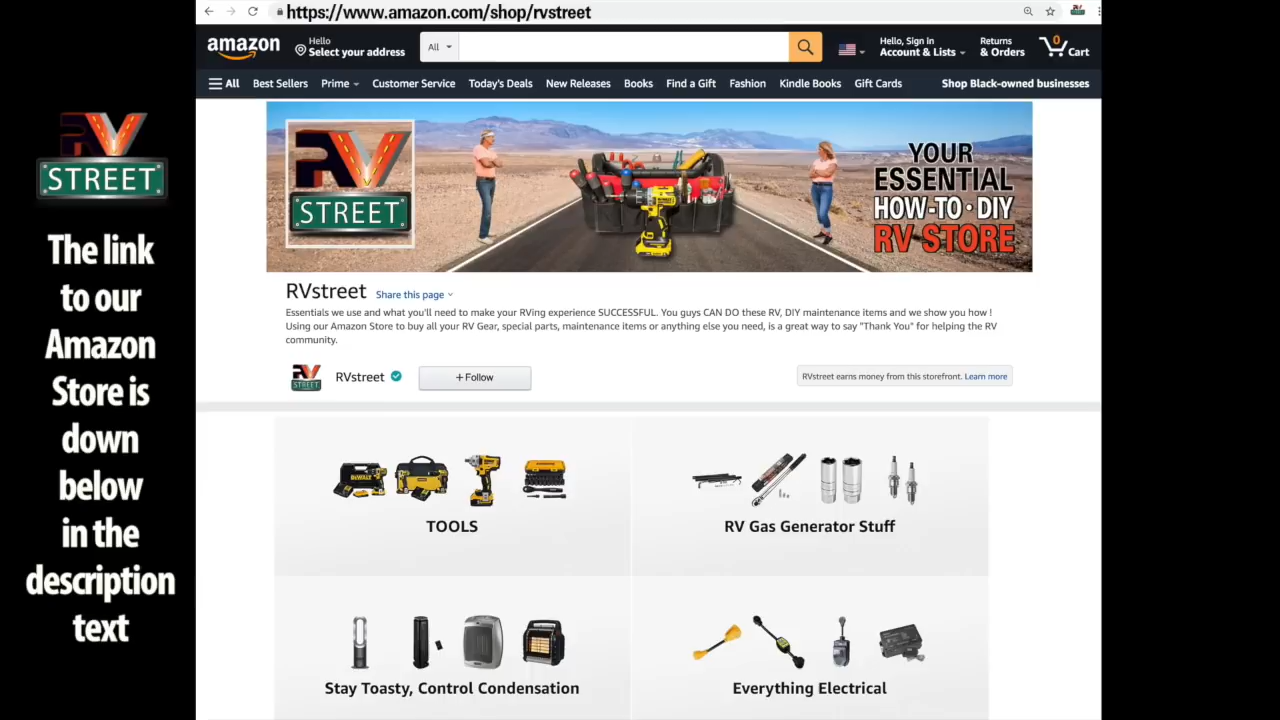 RV
STREET
The link
to our
Amazon
Store is
down
below
in the
description
text
https://www.amazon.com/shop/rvstreet
amazon
Hello
Select your address
All
Hello, Sign in
Account & Lists
Returns
& Orders
0
Cart
All
Best Sellers
Prime
Customer Service
Today's Deals
New Releases
Books
Find a Gift
Fashion
Kindle Books
Gift Cards
Shop Black-owned businesses
RV
STREET
YOUR
ESSENTIAL
HOW-TO • DIY
RV STORE
RVstreet
Share this page
Essentials we use and what you'll need to make your RVing experience SUCCESSFUL. You guys CAN DO these RV, DIY maintenance items and we show you how !
Using our Amazon Store to buy all your RV Gear, special parts, maintenance items or anything else you need, is a great way to say "Thank You" for helping the RV
community.
RV
STREET
RVstreet
+ Follow
RVstreet earns money from this storefront. Learn more
TOOLS
RV Gas Generator Stuff
Stay Toasty, Control Condensation
Everything Electrical